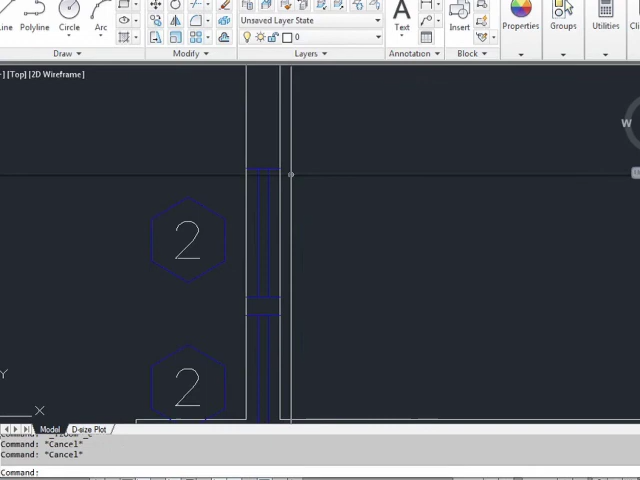 Line Polyline Circle Arc
Draw
Modify
Unsaved Layer State
0
Layers
Text
Annotation
Insert
Block
Properties
Groups
Utilities
[Top] [2D Wireframe]
W
2
2
Y
X
Model D-size Plot
Command: *Cancel*
Command: *Cancel*
Command: